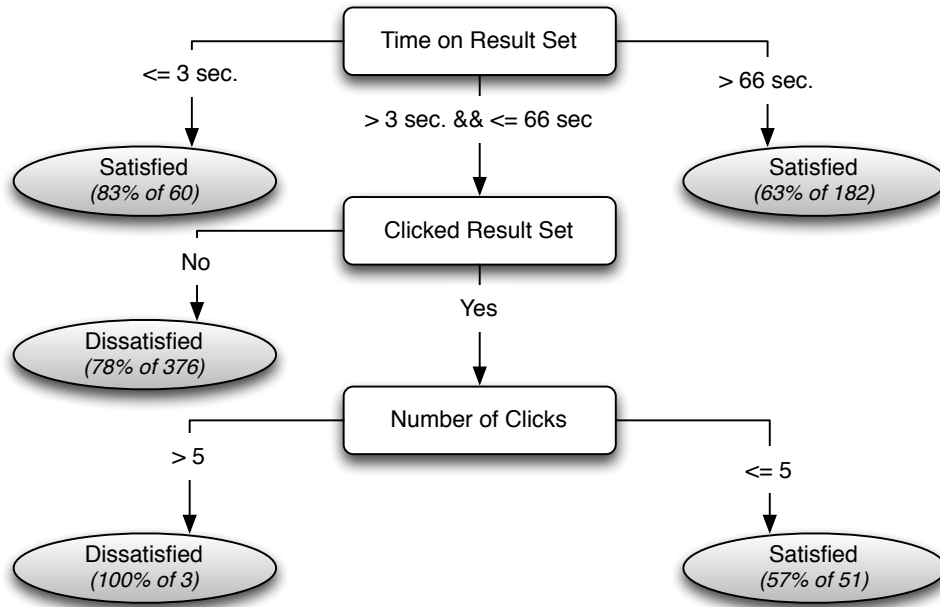 Time on Result Set
<= 3 sec.
> 66 sec.
> 3 sec. && <= 66 sec
Satisfied
(83% of 60)
Satisfied
(63% of 182)
Clicked Result Set
No
Yes
Dissatisfied
(78% of 376)
Number of Clicks
> 5
<= 5
Dissatisfied
(100% of 3)
Satisfied
(57% of 51)